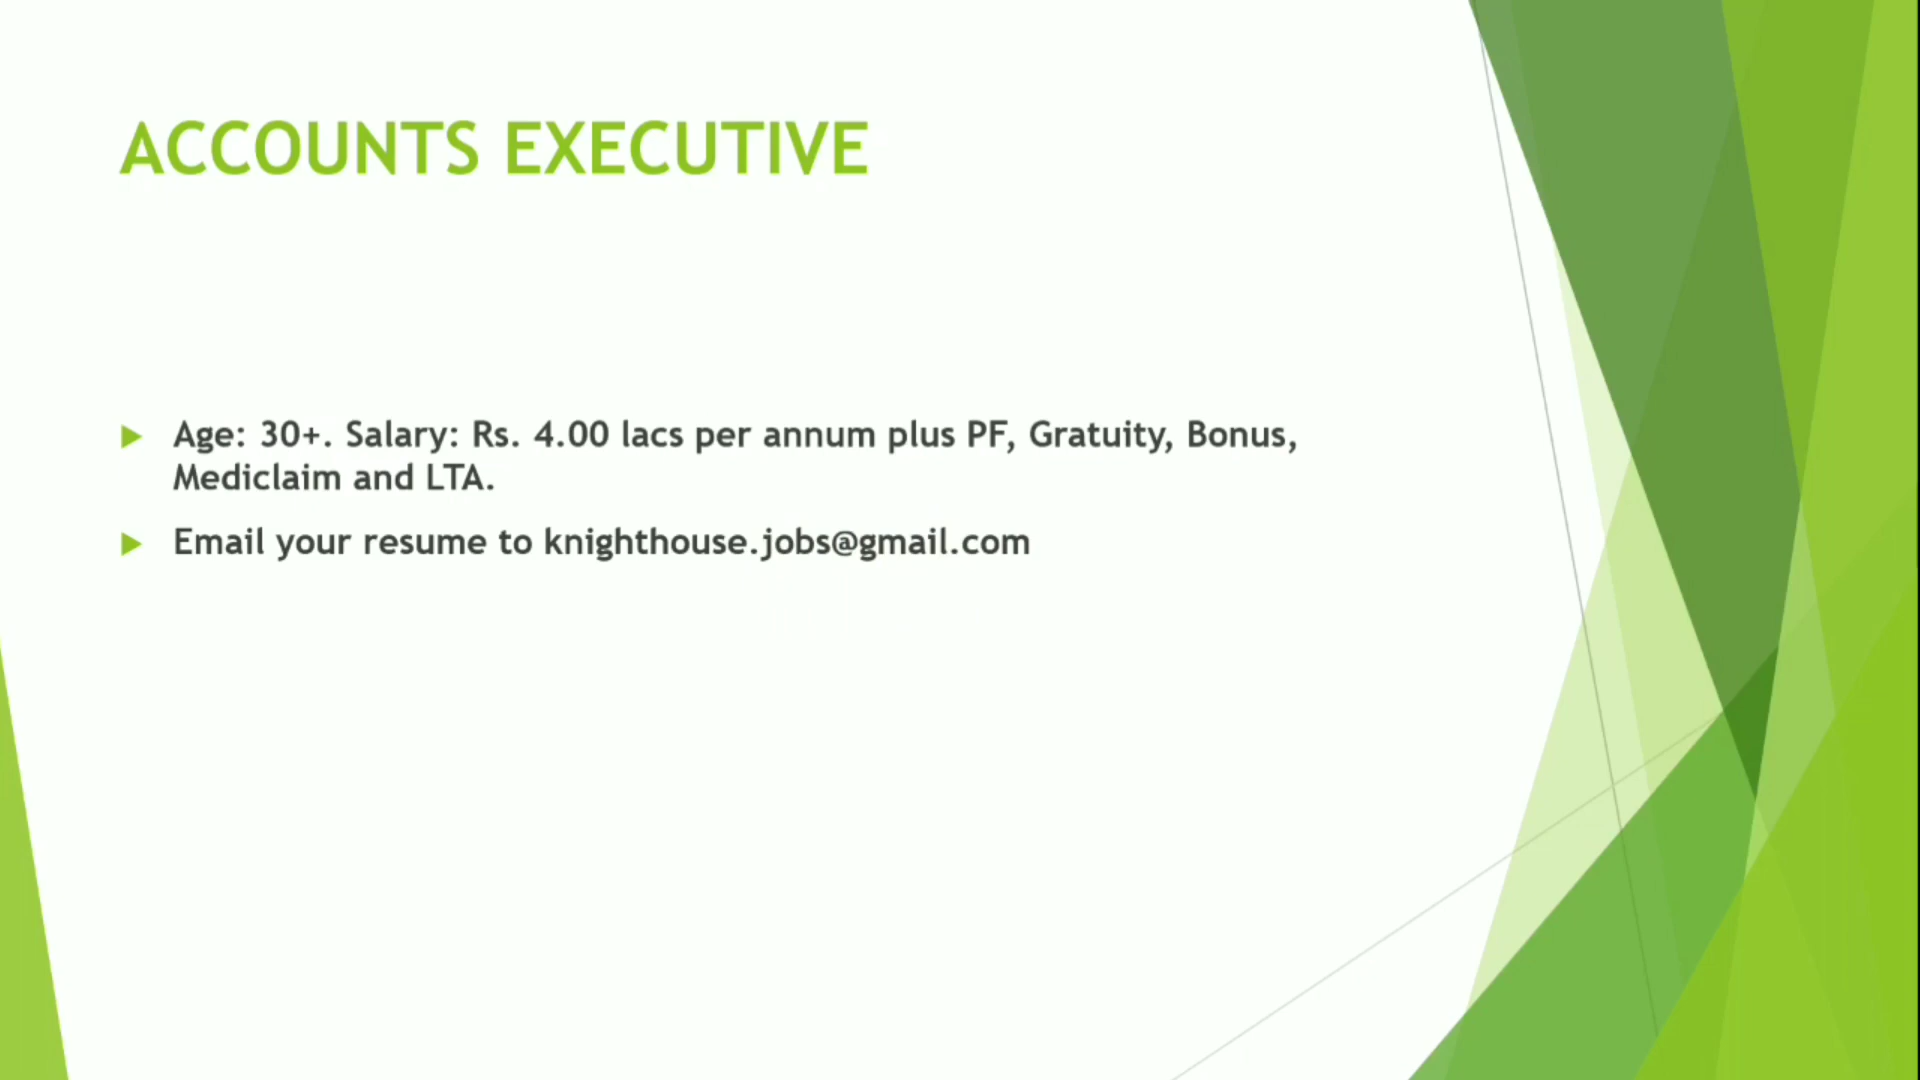 ACCOUNTS EXECUTIVE
Age: 30+. Salary: Rs. 4.00 lacs per annum plus PF, Gratuity, Bonus,
Mediclaim and LTA.
Email your resume to knighthouse.jobs@gmail.com